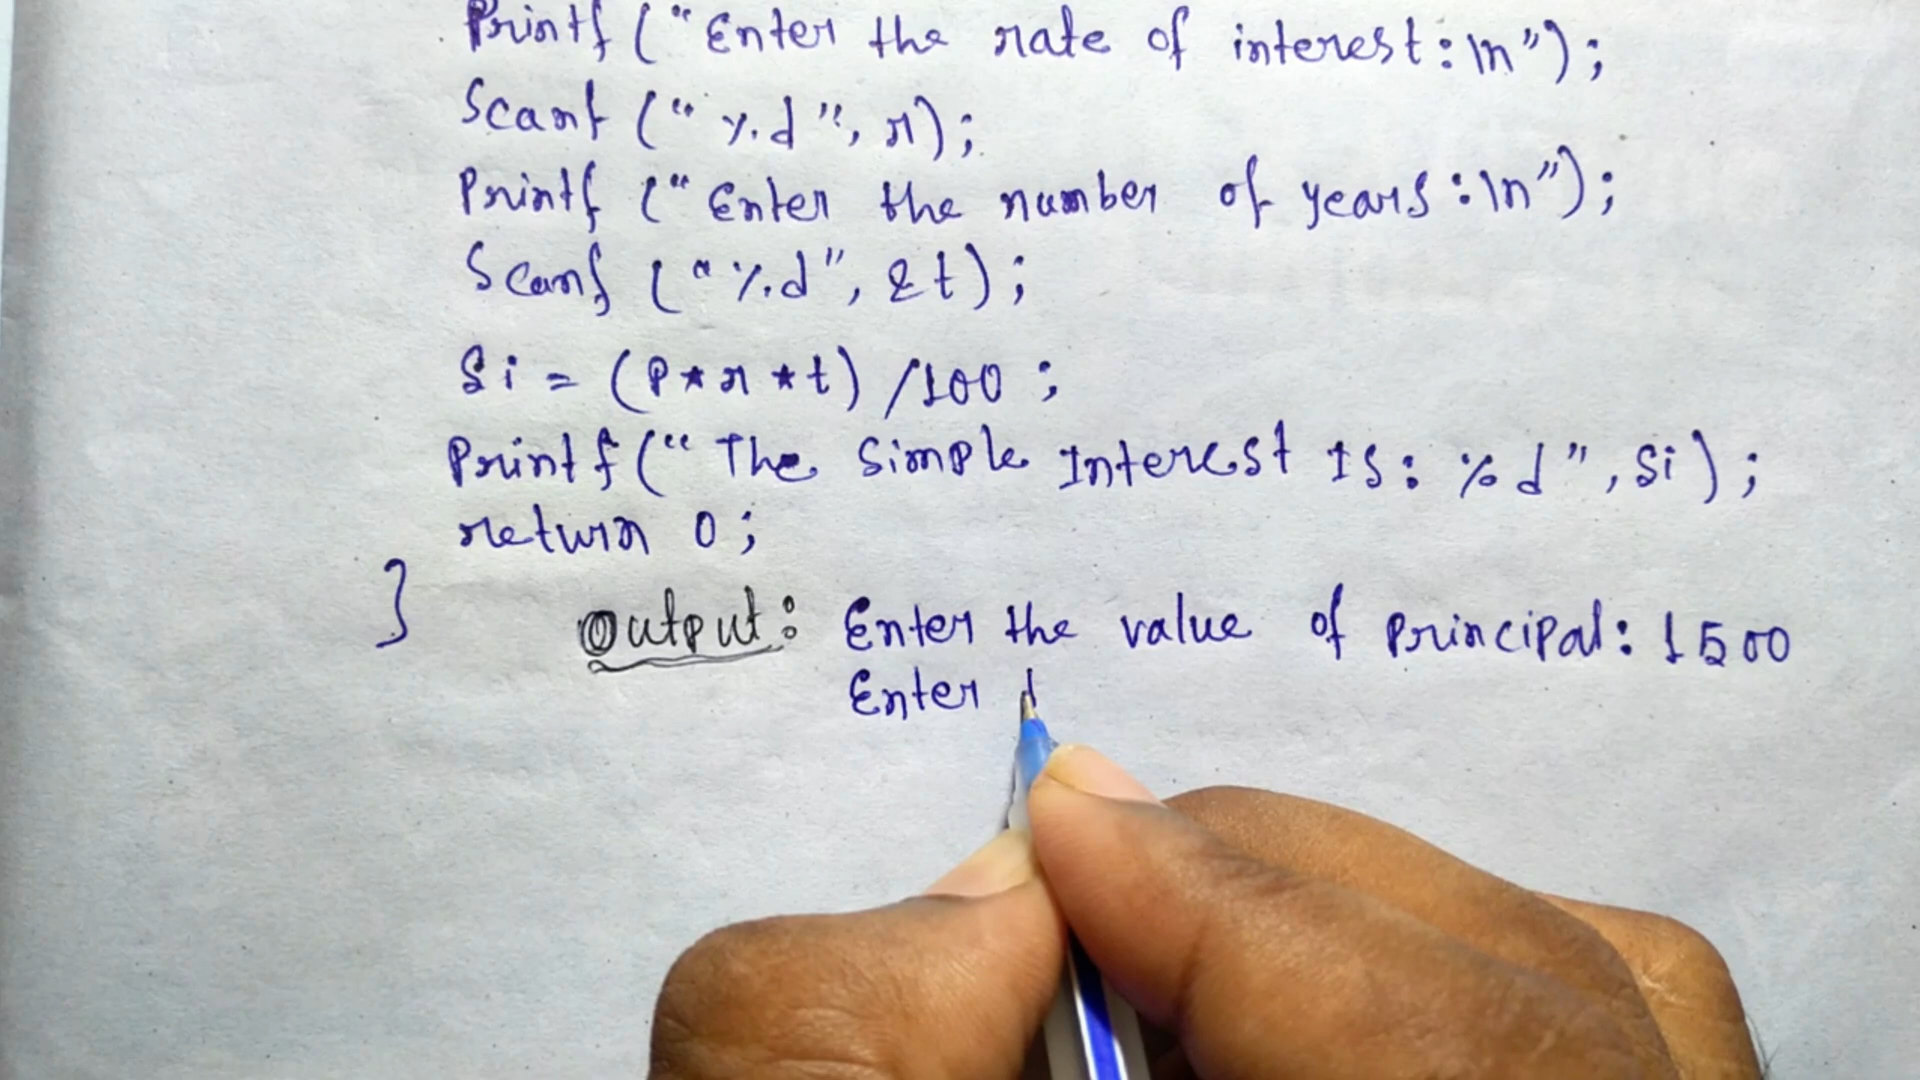 Printf ("Enter the rate of interest:\n");
Scanf ("%d", r);
Printf ("Enter the number of years:\n");
Scanf ("%d", &t);
Si = (P*r*t) /100;
Printf("The Simple Interest Is: %d", Si);
return 0;
}
output: Enter the value of Principal: 1500
Enter